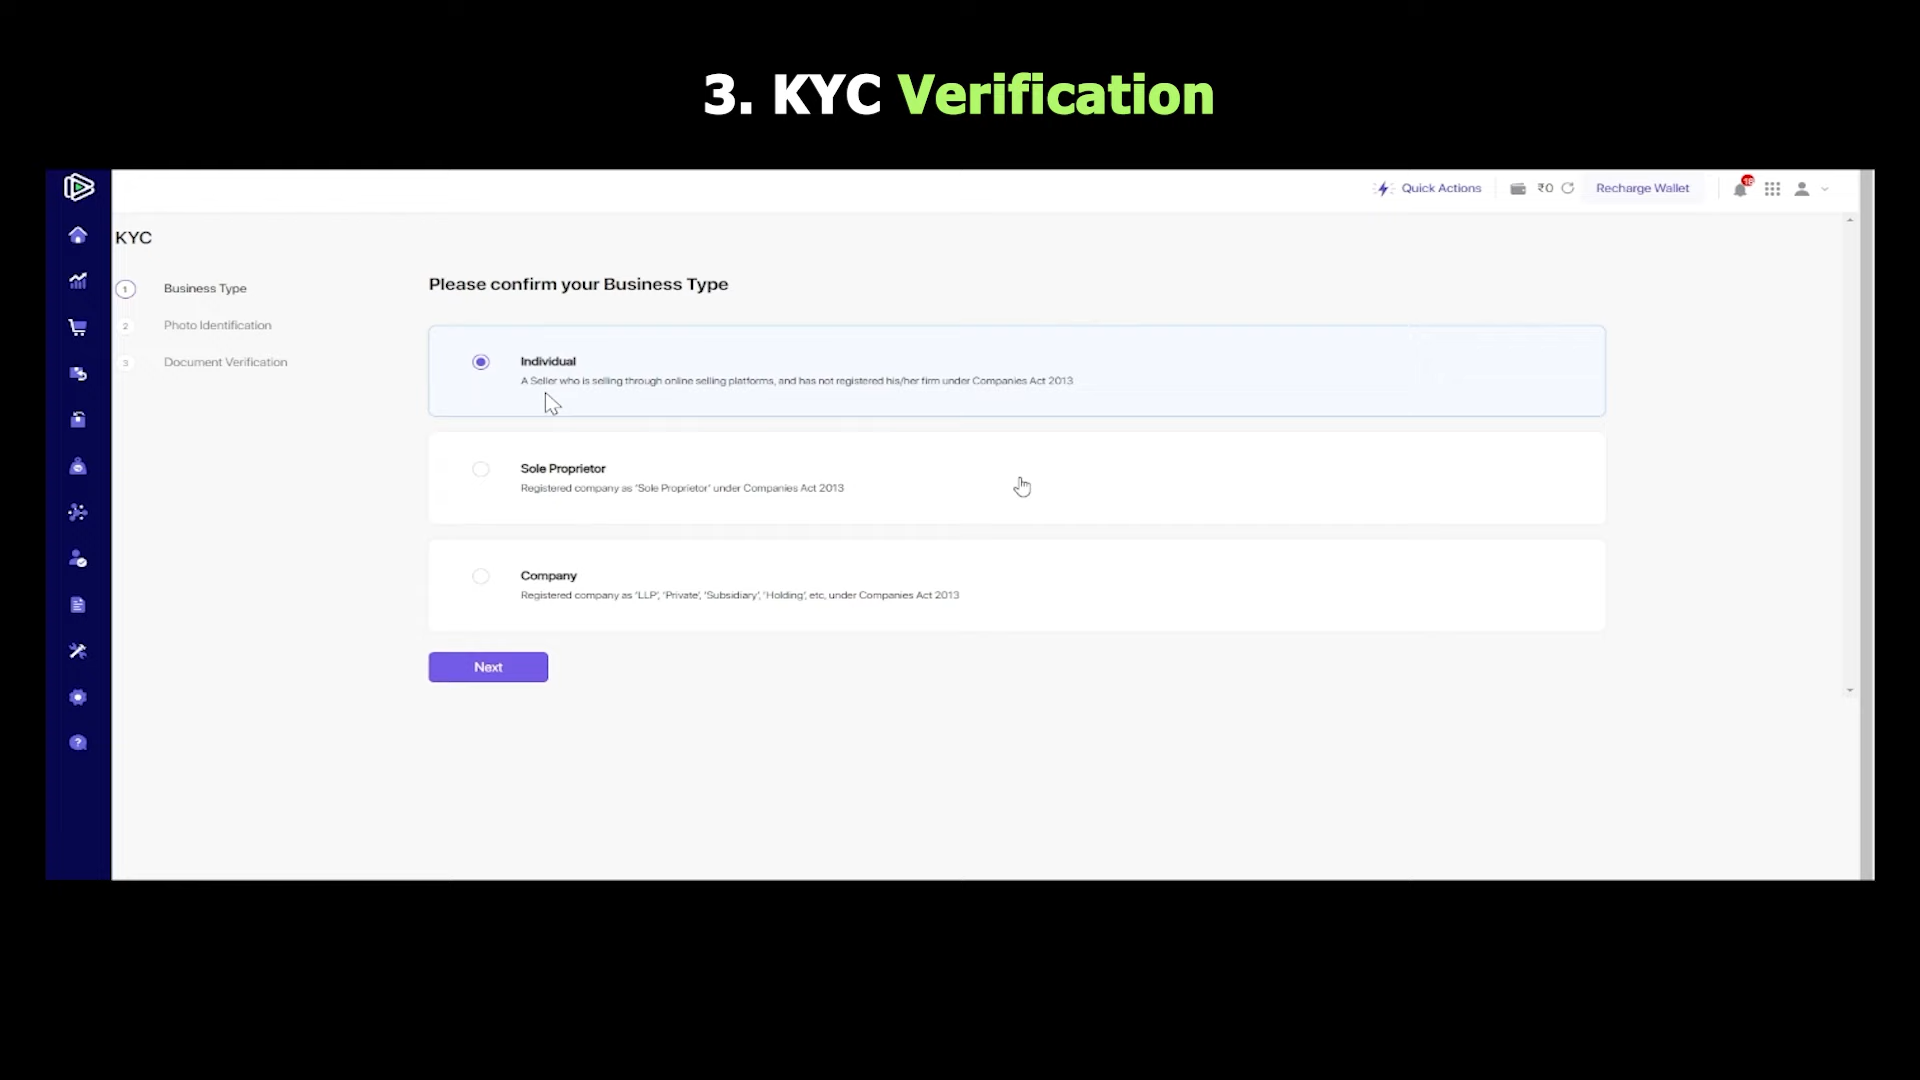 3. KYC Verification
Quick Actions
₹0
Recharge Wallet
KYC
1 Business Type
2 Photo Identification
3 Document Verification
Please confirm your Business Type
Individual
A Seller who is selling through online selling platforms, and has not registered his/her firm under Companies Act 2013
Sole Proprietor
Registered company as 'Sole Proprietor' under Companies Act 2013
Company
Registered company as 'LLP', 'Private', 'Subsidiary', 'Holding', etc, under Companies Act 2013
Next